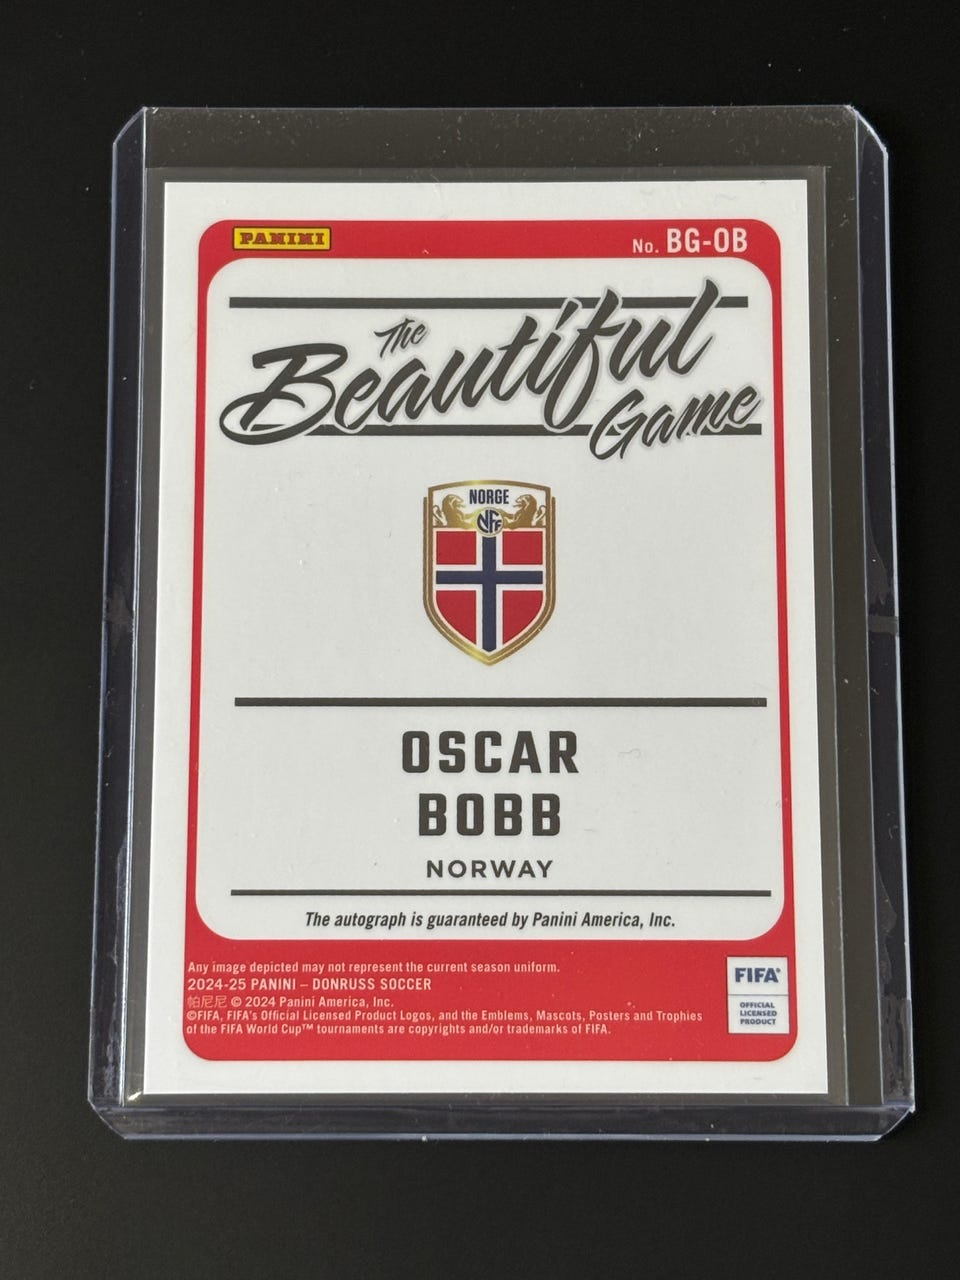 PANINI
No. BG-OB
The
Beautiful
Game
NORGE
NFF
OSCAR
BOBB
NORWAY
The autograph is guaranteed by Panini America, Inc.
Any image depicted may not represent the current season uniform.
2024-25 PANINI – DONRUSS SOCCER
帕尼尼 © 2024 Panini America, Inc.
©FIFA, FIFA's Official Licensed Product Logos, and the Emblems, Mascots, Posters and Trophies
of the FIFA World Cup™ tournaments are copyrights and/or trademarks of FIFA.
FIFA®
OFFICIAL
LICENSED
PRODUCT